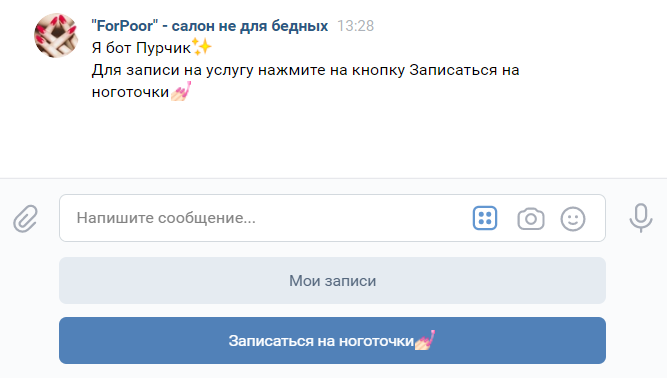 "ForPoor" - салон не для бедных 13:28
Я бот Пурчик✨
Для записи на услугу нажмите на кнопку Записаться на
ноготочки💅🏻
Напишите сообщение...
Мои записи
Записаться на ноготочки💅🏻